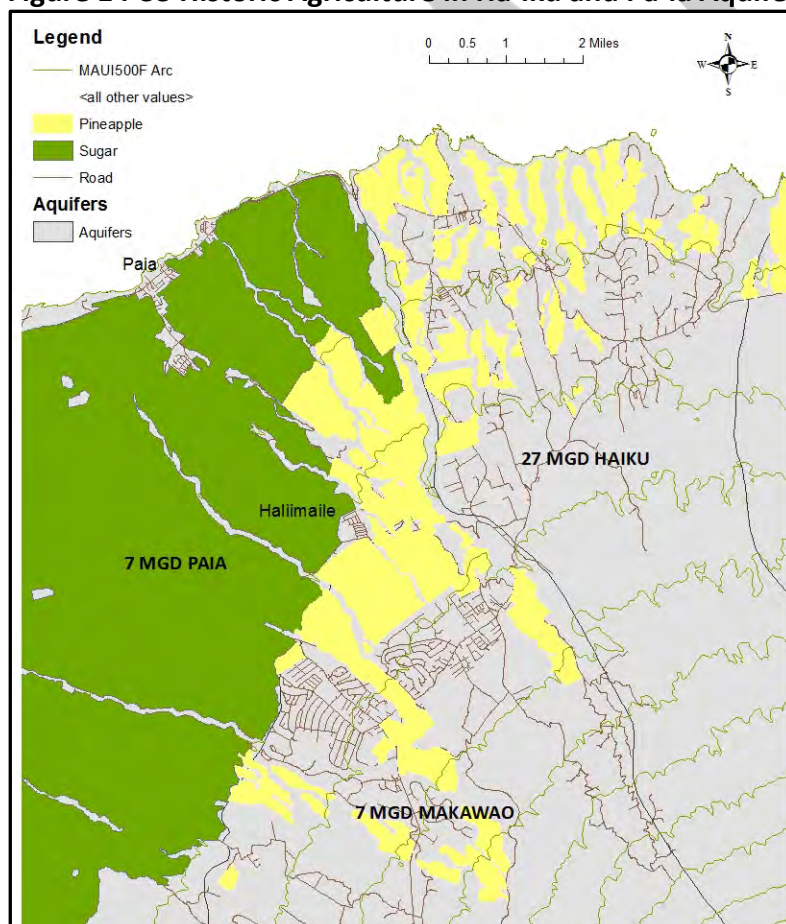 Legend
MAUI500F Arc
<all other values>
Pineapple
Sugar
Road
Aquifers
Aquifers
0 0.5 1 2 Miles
N
W E
S
Paia
27 MGD HAIKU
Haliimaile
7 MGD PAIA
7 MGD MAKAWAO